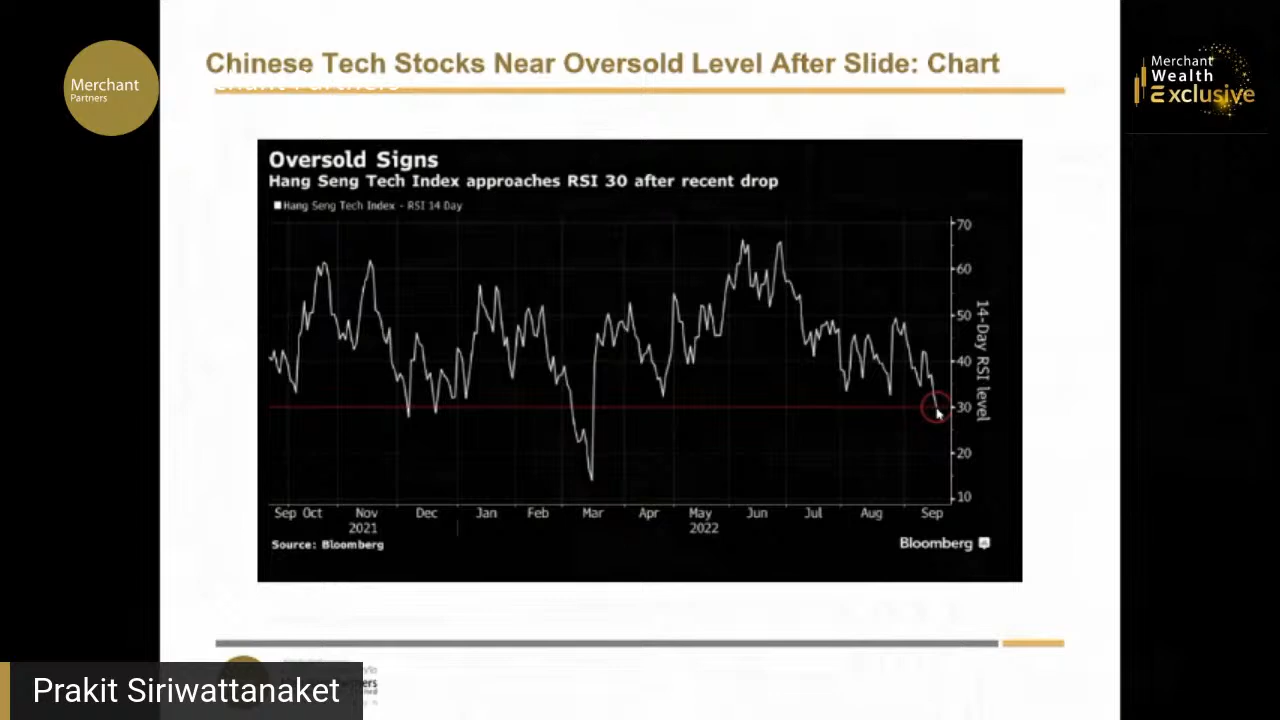 Merchant
Partners
Chinese Tech Stocks Near Oversold Level After Slide: Chart
Merchant
Wealth
Exclusive
Oversold Signs
Hang Seng Tech Index approaches RSI 30 after recent drop
Hang Seng Tech Index - RSI 14 Day
70
60
50
40
30
20
10
14-Day RSI level
Sep Oct Nov Dec Jan Feb Mar Apr May Jun Jul Aug Sep
2021 2022
Source: Bloomberg
Bloomberg
Prakit Siriwattanaket